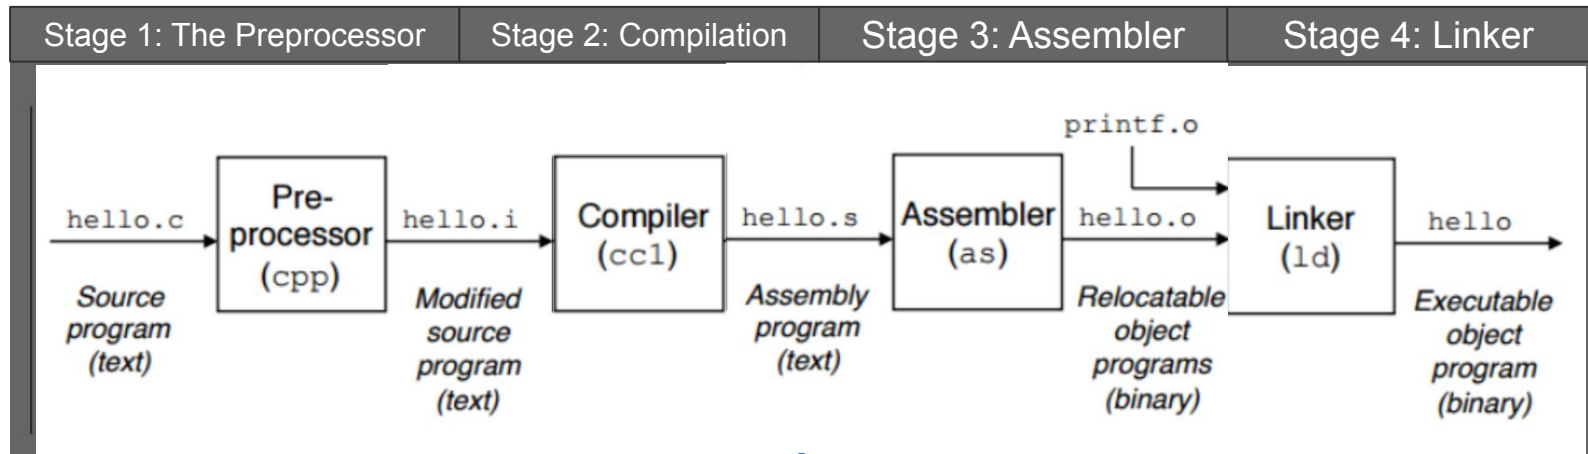 Stage 1: The Preprocessor
Stage 2: Compilation
Stage 3: Assembler
Stage 4: Linker
hello.c
Source
program
(text)
Pre-
processor
(cpp)
hello.i
Modified
source
program
(text)
Compiler
(cc1)
hello.s
Assembly
program
(text)
Assembler
(as)
printf.o
hello.o
Relocatable
object
programs
(binary)
Linker
(ld)
hello
Executable
object
program
(binary)